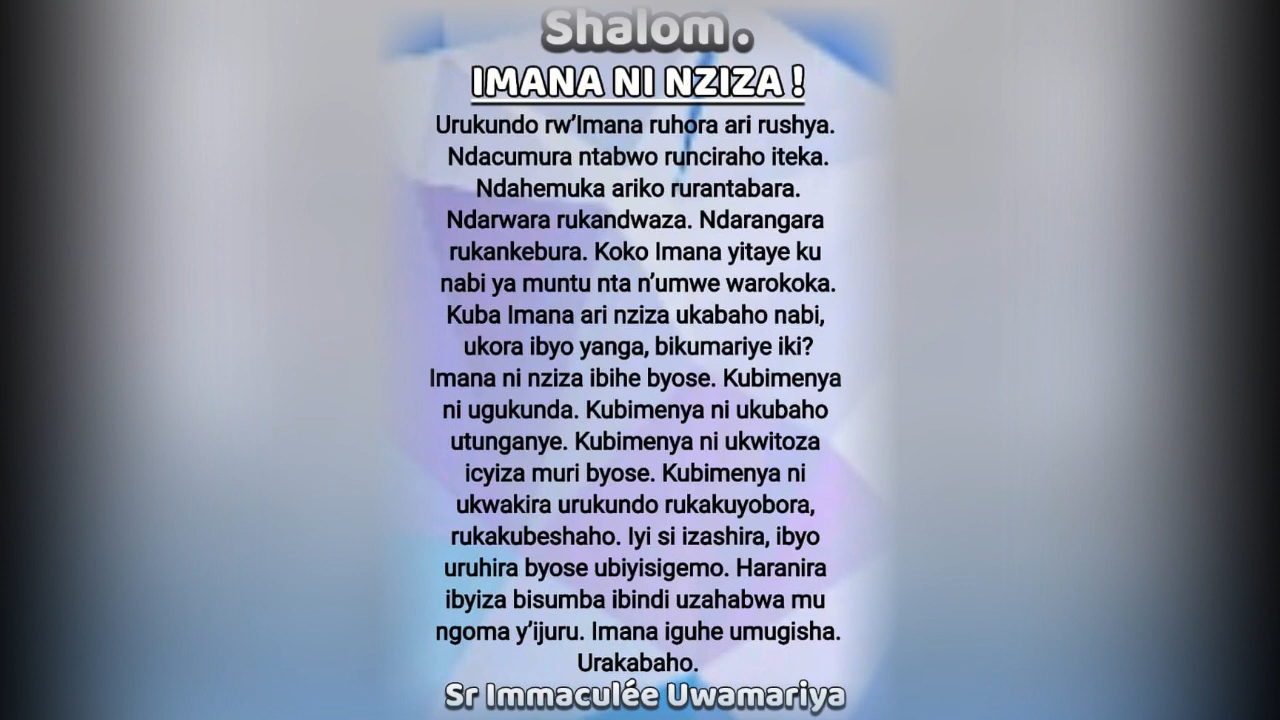 Shalom.
IMANA NI NZIZA !
Urukundo rw’Imana ruhora ari rushya.
Ndacumura ntabwo runciraho iteka.
Ndahemuka ariko rurantabara.
Ndarwara rukandwaza. Ndarangara
rukankebura. Koko Imana yitaye ku
nabi ya muntu nta n’umwe warokoka.
Kuba Imana ari nziza ukabaho nabi,
ukora ibyo yanga, bikumariye iki?
Imana ni nziza ibihe byose. Kubimenya
ni ugukunda. Kubimenya ni ukubaho
utunganye. Kubimenya ni ukwitoza
icyiza muri byose. Kubimenya ni
ukwakira urukundo rukakuyobora,
rukakubeshaho. Iyi si izashira, ibyo
uruhira byose ubiyisigemo. Haranira
ibyiza bisumba ibindi uzahabwa mu
ngoma y’ijuru. Imana iguhe umugisha.
Urakabaho.
Sr Immaculée Uwamariya